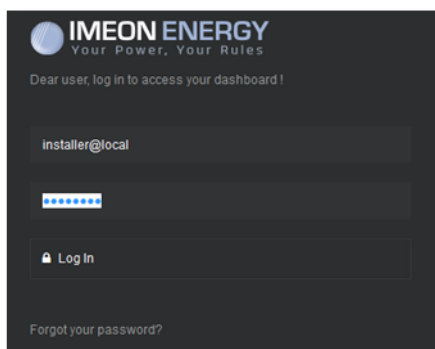 IMEON ENERGY
Your Power, Your Rules
Dear user, log in to access your dashboard !
installer@local
••••••••
Log In
Forgot your password?